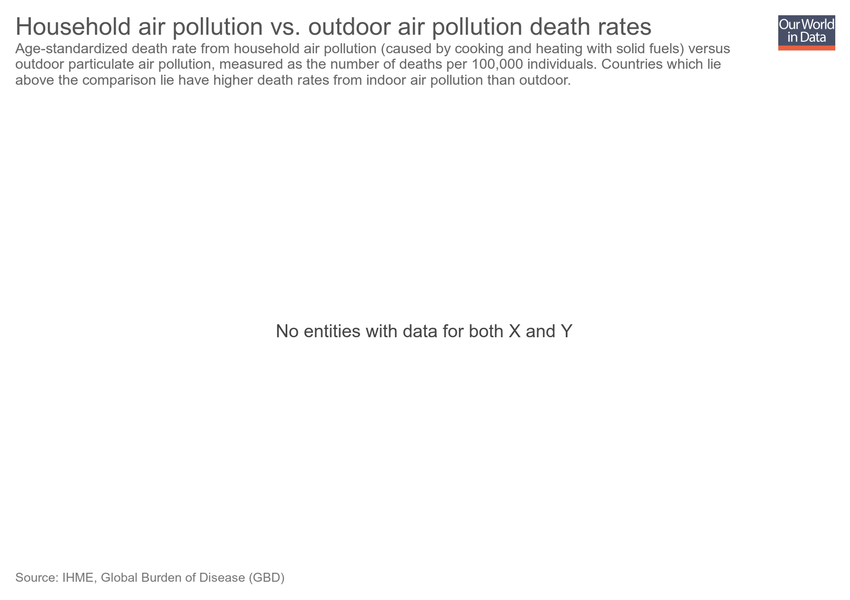 Household air pollution vs. outdoor air pollution death rates
Our World
in Data
Age-standardized death rate from household air pollution (caused by cooking and heating with solid fuels) versus
outdoor particulate air pollution, measured as the number of deaths per 100,000 individuals. Countries which lie
above the comparison lie have higher death rates from indoor air pollution than outdoor.
No entities with data for both X and Y
Source: IHME, Global Burden of Disease (GBD)